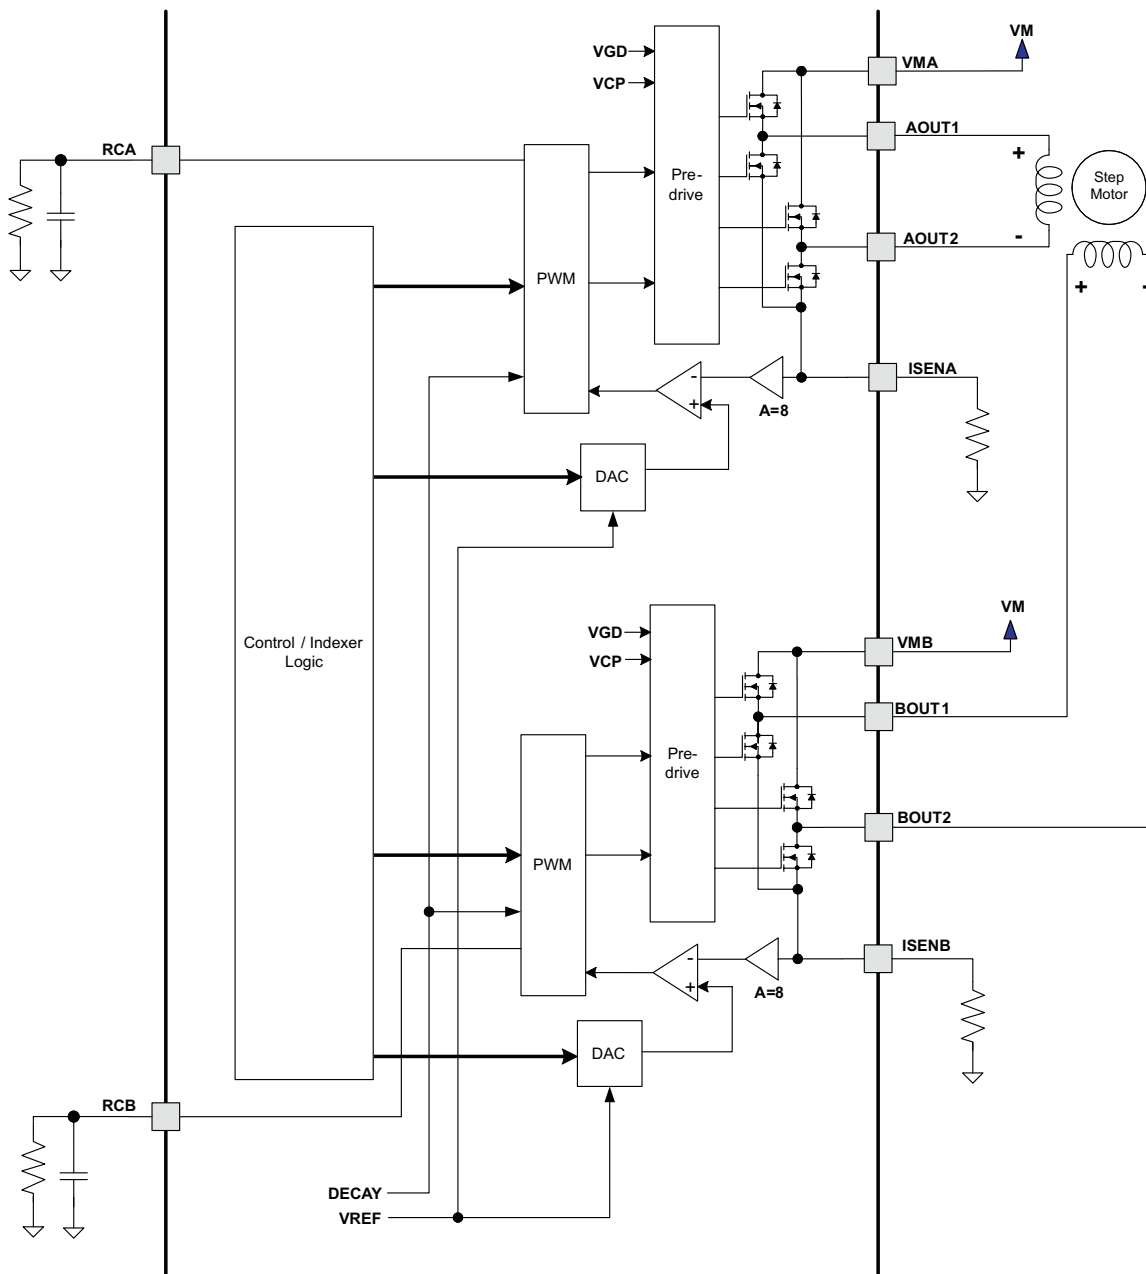 VM
VGD
VMA
VCP
AOUT1
RCA
+
Pre-
drive
Step
Motor
AOUT2
-
PWM
+
-
ISENA
-
+
A=8
DAC
Control / Indexer
Logic
VM
VGD
VMB
VCP
BOUT1
Pre-
drive
BOUT2
PWM
ISENB
-
+
A=8
DAC
RCB
DECAY
VREF